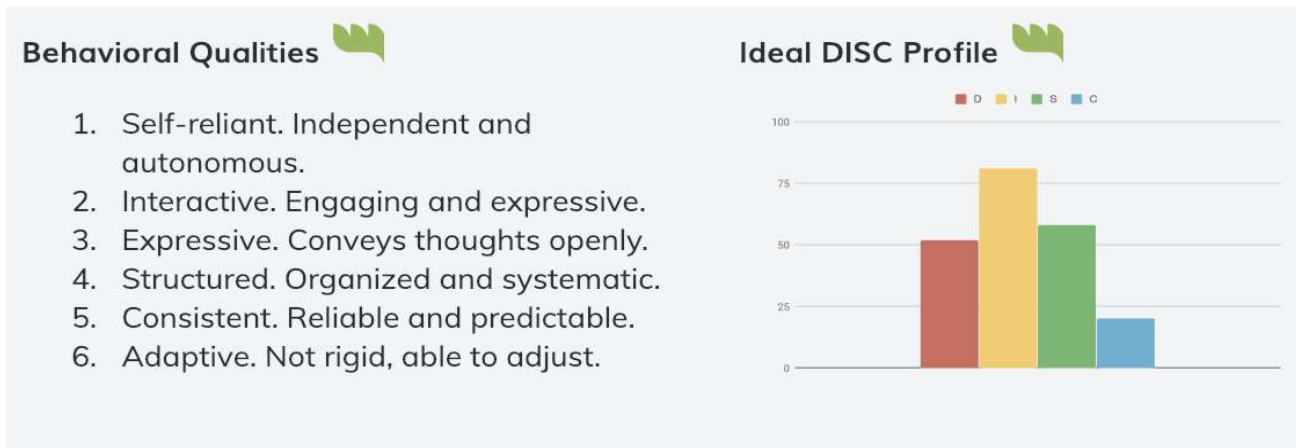 Behavioral Qualities
1. Self-reliant. Independent and
autonomous.
2. Interactive. Engaging and expressive.
3. Expressive. Conveys thoughts openly.
4. Structured. Organized and systematic.
5. Consistent. Reliable and predictable.
6. Adaptive. Not rigid, able to adjust.
Ideal DISC Profile
D I S C
100
75
50
25
0